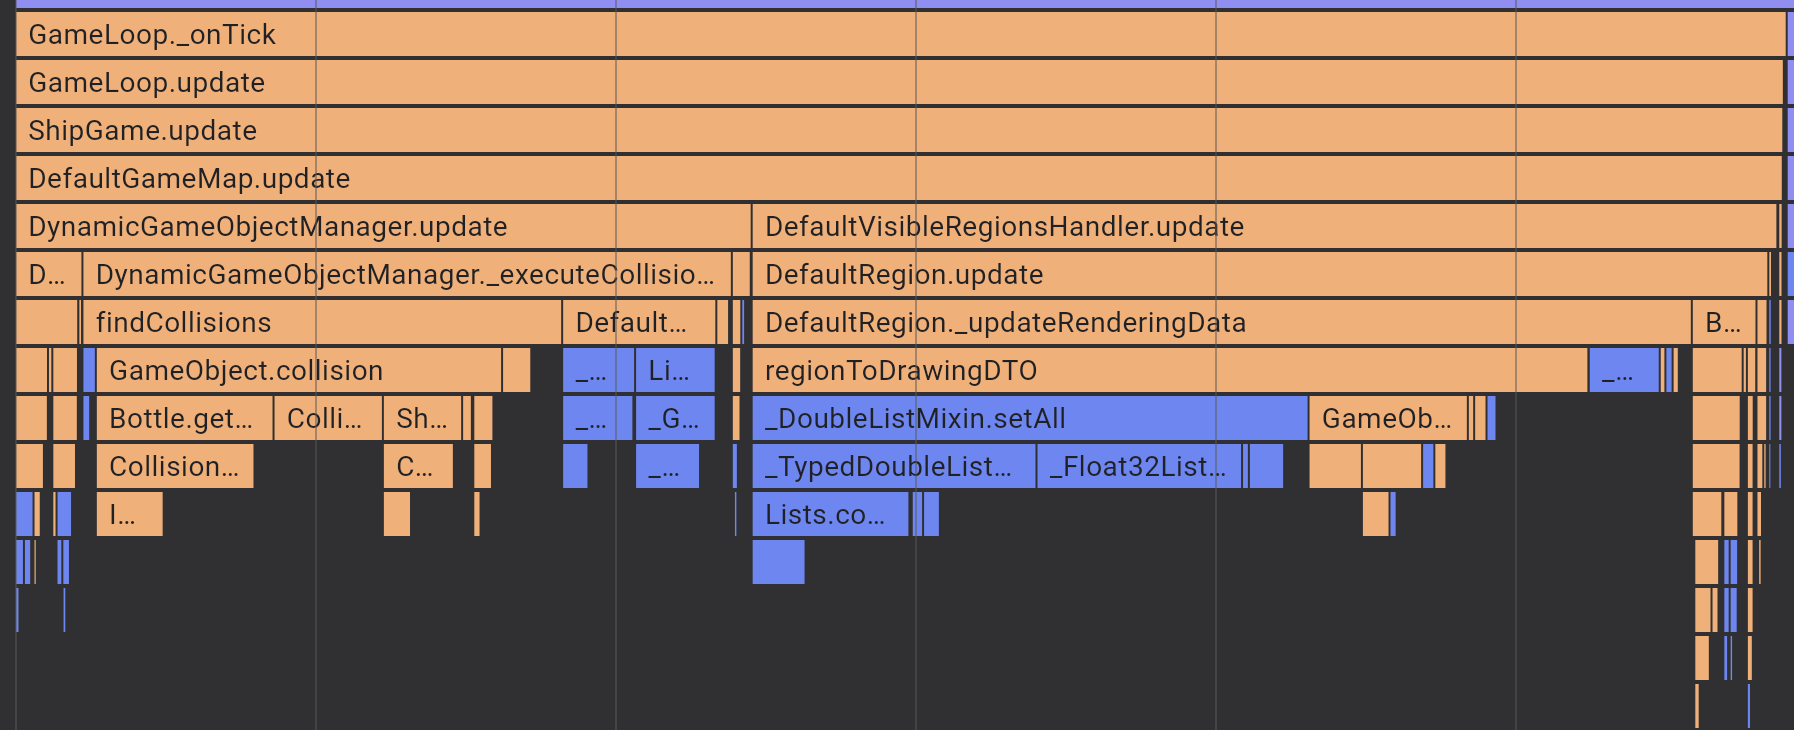 GameLoop._onTick
GameLoop.update
ShipGame.update
DefaultGameMap.update
DynamicGameObjectManager.update DefaultVisibleRegionsHandler.update
D... DynamicGameObjectManager._executeCollisio... DefaultRegion.update
findCollisions Default... DefaultRegion._updateRenderingData B...
GameObject.collision _... Li... regionToDrawingDTO _...
Bottle.get... Colli... Sh... _... _G... _DoubleListMixin.setAll GameOb...
Collision... C... _... _TypedDoubleList... _Float32List...
I... Lists.co...